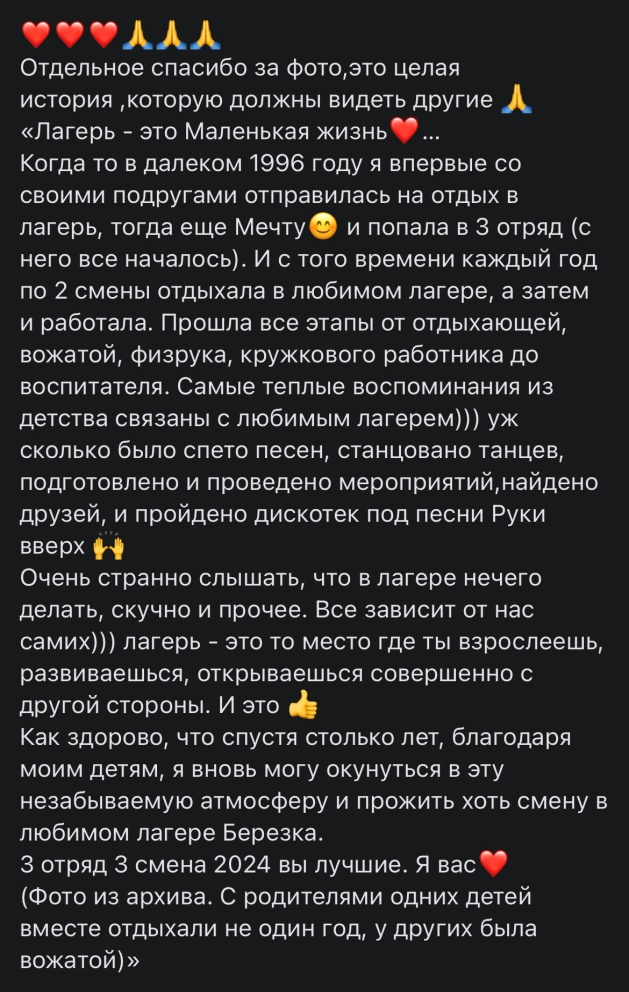 ❤️❤️❤️🙏🙏🙏
Отдельное спасибо за фото,это целая
история ,которую должны видеть другие 🙏
«Лагерь - это Маленькая жизнь❤️...
Когда то в далеком 1996 году я впервые со
своими подругами отправилась на отдых в
лагерь, тогда еще Мечту😊 и попала в 3 отряд (с
него все началось). И с того времени каждый год
по 2 смены отдыхала в любимом лагере, а затем
и работала. Прошла все этапы от отдыхающей,
вожатой, физрука, кружкового работника до
воспитателя. Самые теплые воспоминания из
детства связаны с любимым лагерем))) уж
сколько было спето песен, станцовано танцев,
подготовлено и проведено мероприятий,найдено
друзей, и пройдено дискотек под песни Руки
вверх 🙌
Очень странно слышать, что в лагере нечего
делать, скучно и прочее. Все зависит от нас
самих))) лагерь - это то место где ты взрослеешь,
развиваешься, открываешься совершенно с
другой стороны. И это 👍
Как здорово, что спустя столько лет, благодаря
моим детям, я вновь могу окунуться в эту
незабываемую атмосферу и прожить хоть смену в
любимом лагере Березка.
3 отряд 3 смена 2024 вы лучшие. Я вас❤️
(Фото из архива. С родителями одних детей
вместе отдыхали не один год, у других была
вожатой)»